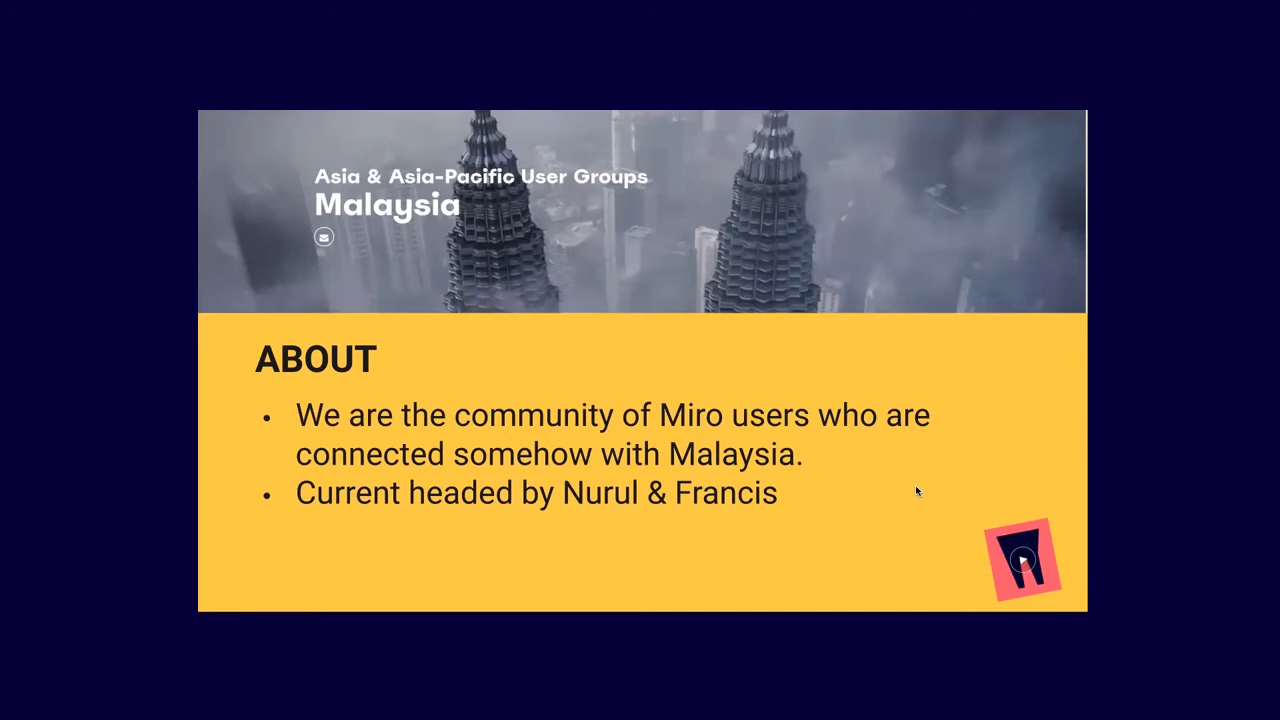 Asia & Asia-Pacific User Groups
Malaysia
ABOUT
• We are the community of Miro users who are
connected somehow with Malaysia.
• Current headed by Nurul & Francis